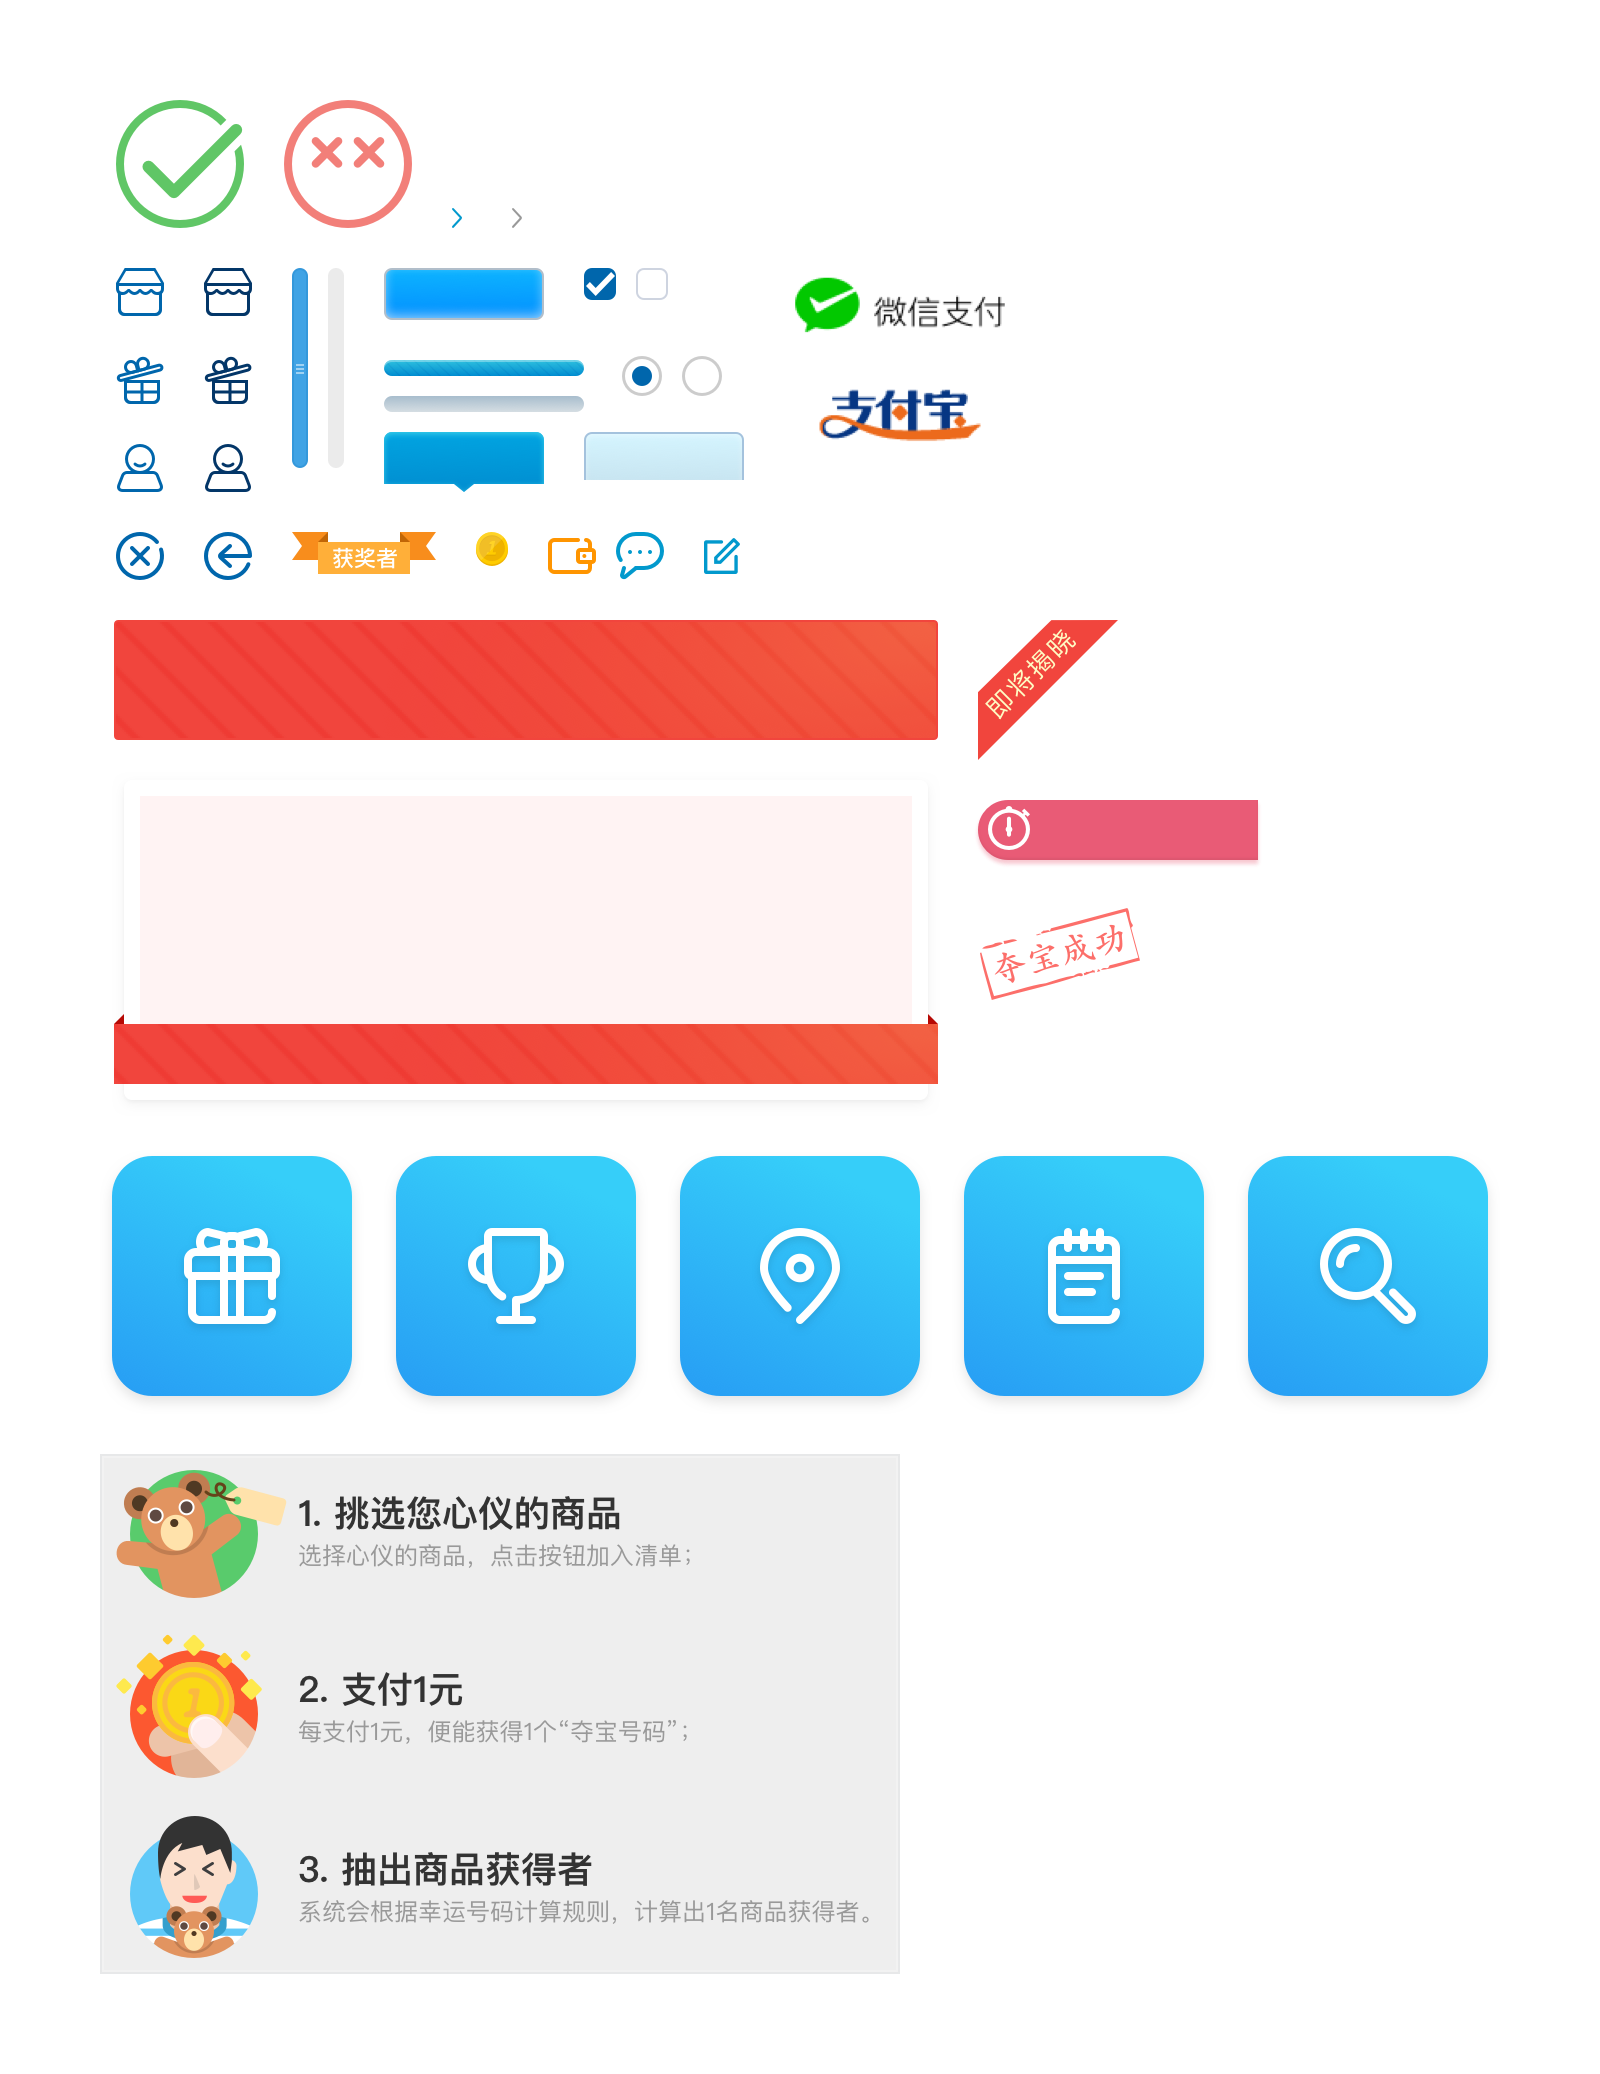 微信支付
支付宝
获奖者
1
即将揭晓
夺宝成功
1. 挑选您心仪的商品
选择心仪的商品，点击按钮加入清单；
2. 支付1元
每支付1元，便能获得1个“夺宝号码”；
1
3. 抽出商品获得者
系统会根据幸运号码计算规则，计算出1名商品获得者。